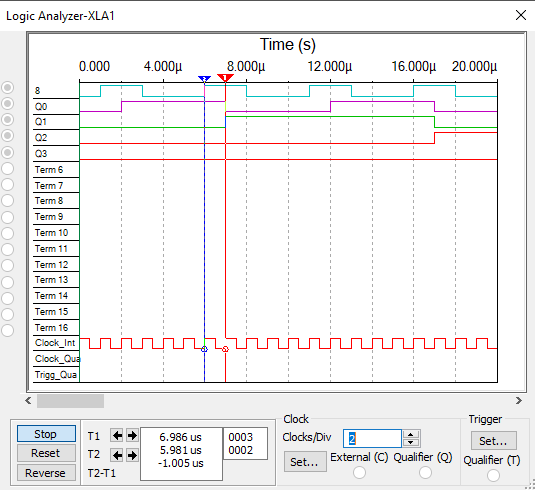 Logic Analyzer-XLA1
Time (s)
0.000 4.000µ 8.000µ 12.000µ 16.000µ 20.000µ
8
Q0
Q1
Q2
Q3
Term 6
Term 7
Term 8
Term 9
Term 10
Term 11
Term 12
Term 13
Term 14
Term 15
Term 16
Clock_Int
Clock_Qua
Trigg_Qua
Stop
Reset
Reverse
T1 6.986 us 0003
T2 5.981 us 0002
T2-T1 -1.005 us
Clock
Clocks/Div 2
Set...
External (C) Qualifier (Q)
Trigger
Set...
Qualifier (T)